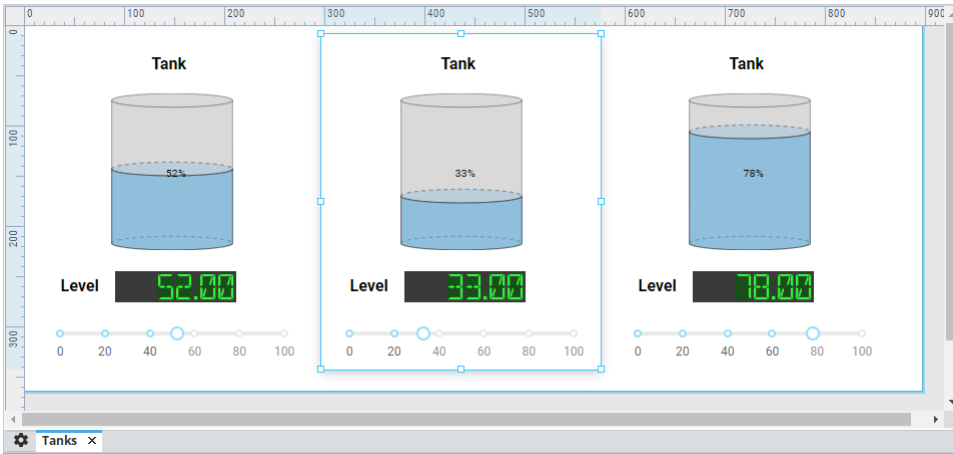 0 100 200 300 400 500 600 700 800 900
0
100
200
300
Tank Tank Tank
52% 33% 78%
Level 52.00 Level 33.00 Level 78.00
0 20 40 60 80 100 0 20 40 60 80 100 0 20 40 60 80 100
Tanks ×